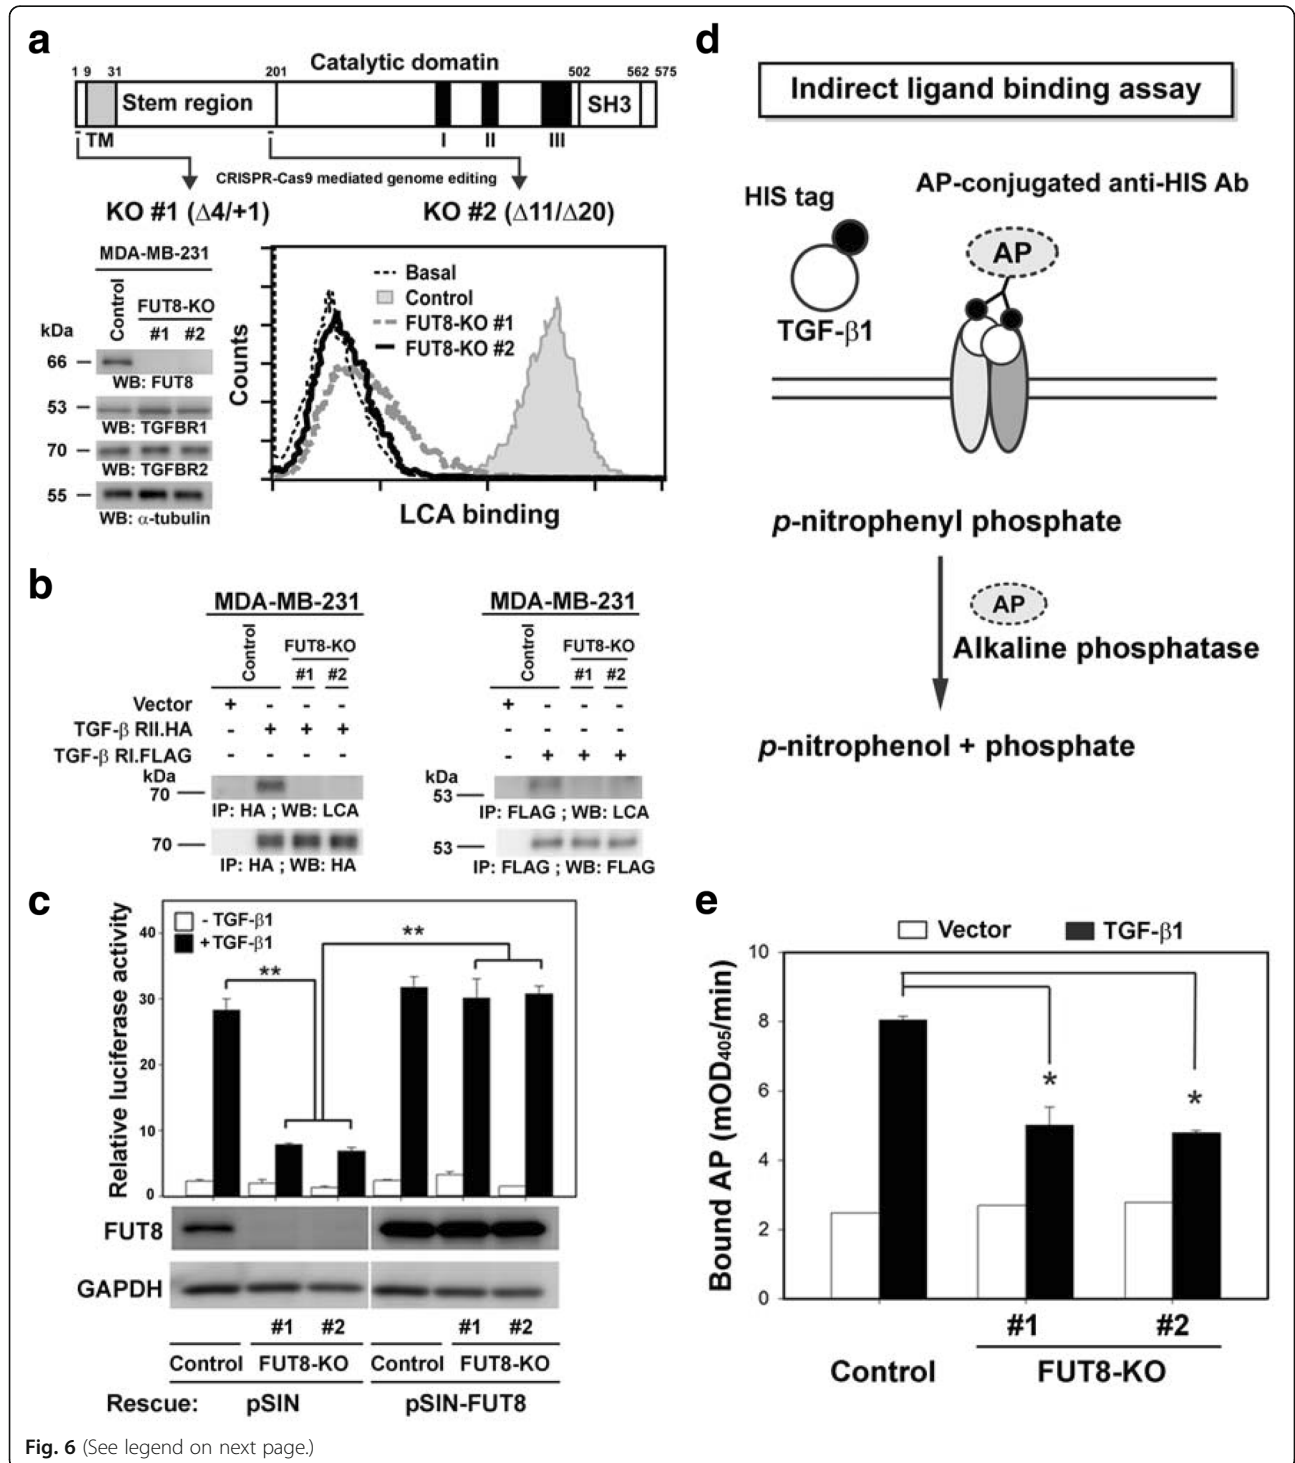 a
Catalytic domatin
1 9 31 201 502 562 575
Stem region SH3
TM I II III
CRISPR-Cas9 mediated genome editing
KO #1 (Δ4/+1) KO #2 (Δ11/Δ20)
MDA-MB-231
Control
FUT8-KO
#1 #2
kDa
66
WB: FUT8
53
WB: TGFBR1
70
WB: TGFBR2
55
WB: α-tubulin
Counts
Basal
Control
FUT8-KO #1
FUT8-KO #2
LCA binding
b
MDA-MB-231
Control
FUT8-KO
#1 #2
Vector + - - -
TGF-β RII.HA - + + +
TGF-β RI.FLAG - - - -
kDa
70
IP: HA ; WB: LCA
70
IP: HA ; WB: HA
MDA-MB-231
Control
FUT8-KO
#1 #2
+ - - -
- - - -
- + + +
kDa
53
IP: FLAG ; WB: LCA
53
IP: FLAG ; WB: FLAG
c
Relative luciferase activity
- TGF-β1
+ TGF-β1
40
30
20
10
0
**
**
FUT8
GAPDH
#1 #2 #1 #2
Control FUT8-KO Control FUT8-KO
Rescue: pSIN pSIN-FUT8
d
Indirect ligand binding assay
HIS tag
TGF-β1
AP-conjugated anti-HIS Ab
AP
p-nitrophenyl phosphate
AP
Alkaline phosphatase
p-nitrophenol + phosphate
e
Vector TGF-β1
Bound AP (mOD405/min)
10
8
6
4
2
0
*
*
#1 #2
Control FUT8-KO
Fig. 6 (See legend on next page.)